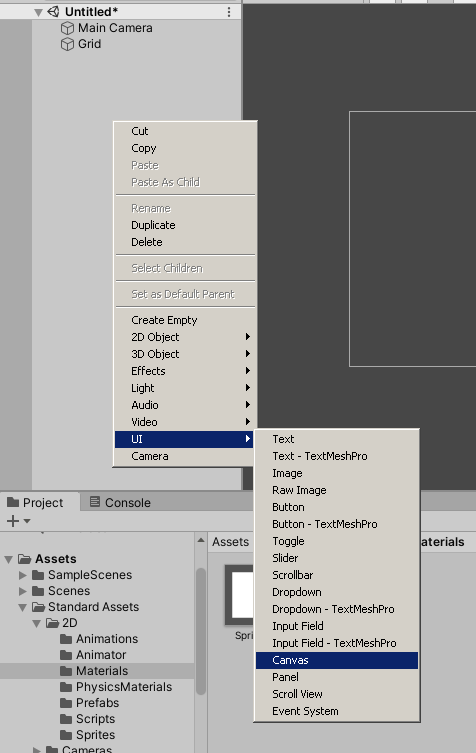 Untitled*
Main Camera
Grid
Cut
Copy
Paste
Paste As Child
Rename
Duplicate
Delete
Select Children
Set as Default Parent
Create Empty
2D Object
3D Object
Effects
Light
Audio
Video
UI
Camera
Text
Text - TextMeshPro
Image
Raw Image
Button
Button - TextMeshPro
Toggle
Slider
Scrollbar
Dropdown
Dropdown - TextMeshPro
Input Field
Input Field - TextMeshPro
Canvas
Panel
Scroll View
Event System
Project
Console
Assets
SampleScenes
Scenes
Standard Assets
2D
Animations
Animator
Materials
PhysicsMaterials
Prefabs
Scripts
Sprites
Cameras
Assets
aterials
Spri